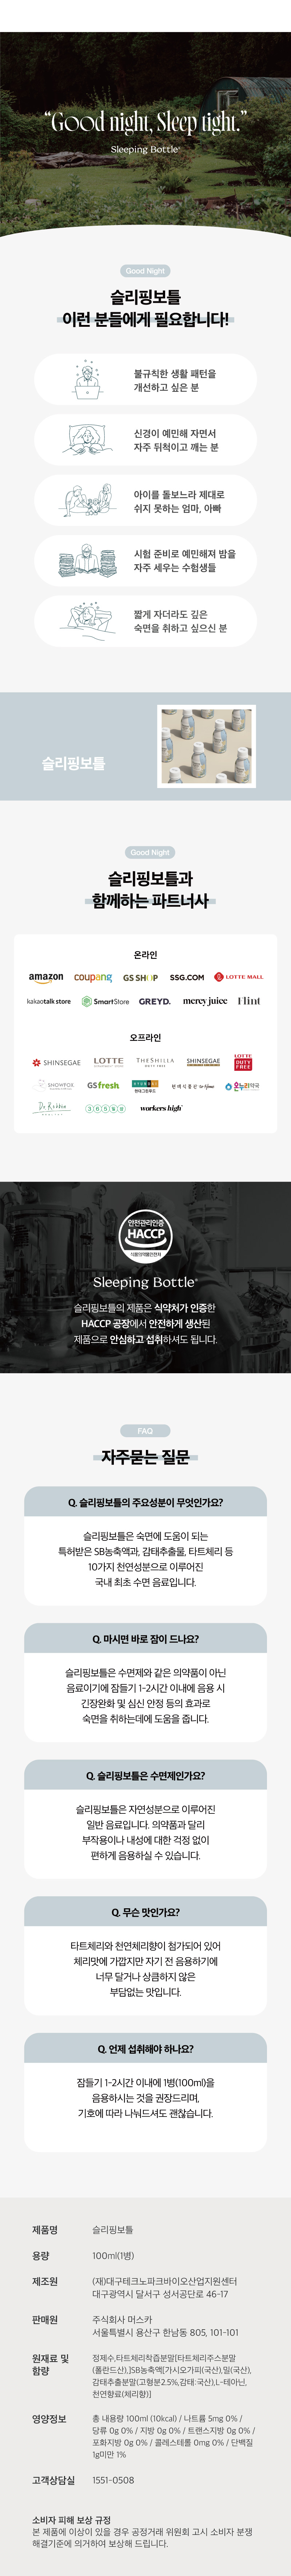 “Good night, Sleep tight.”
Sleeping Bottle®
Good Night
슬리핑보틀
이런 분들에게 필요합니다!
불규칙한 생활 패턴을
개선하고 싶은 분
신경이 예민해 자면서
자주 뒤척이고 깨는 분
아이를 돌보느라 제대로
쉬지 못하는 엄마, 아빠
시험 준비로 예민해져 밤을
자주 세우는 수험생들
짧게 자더라도 깊은
숙면을 취하고 싶으신 분
슬리핑보틀
Good Night
슬리핑보틀과
함께하는 파트너사
온라인
amazon coupang GS SHOP SSG.COM LOTTE MALL
kakaotalk store SmartStore GREYD. mercy juice Flint
오프라인
SHINSEGAE LOTTE THE SHILLA SHINSEGAE LOTTE DUTY FREE
SHOWFOX GS fresh 현대그린푸드 온누리약국
365 workers high'
안전관리인증
HACCP
식품의약품안전처
Sleeping Bottle®
슬리핑보틀의 제품은 식약처가 인증한
HACCP 공장에서 안전하게 생산된
제품으로 안심하고 섭취하셔도 됩니다.
FAQ
자주묻는 질문
Q. 슬리핑보틀의 주요성분이 무엇인가요?
슬리핑보틀은 숙면에 도움이 되는
특허받은 SB농축액과, 감태추출물, 타트체리 등
10가지 천연성분으로 이루어진
국내 최초 수면 음료입니다.
Q. 마시면 바로 잠이 드나요?
슬리핑보틀은 수면제와 같은 의약품이 아닌
음료이기에 잠들기 1-2시간 이내에 음용 시
긴장완화 및 심신 안정 등의 효과로
숙면을 취하는데에 도움을 줍니다.
Q. 슬리핑보틀은 수면제인가요?
슬리핑보틀은 자연성분으로 이루어진
일반 음료입니다. 의약품과 달리
부작용이나 내성에 대한 걱정 없이
편하게 음용하실 수 있습니다.
Q. 무슨 맛인가요?
타트체리와 천연체리향이 첨가되어 있어
체리맛에 가깝지만 자기 전 음용하기에
너무 달거나 상큼하지 않은
부담없는 맛입니다.
Q. 언제 섭취해야 하나요?
잠들기 1-2시간 이내에 1병(100ml)을
음용하시는 것을 권장드리며,
기호에 따라 나눠드셔도 괜찮습니다.
제품명 슬리핑보틀
용량 100ml(1병)
제조원 (재)대구테크노파크바이오산업지원센터
대구광역시 달서구 성서공단로 46-17
판매원 주식회사 머스카
서울특별시 용산구 한남동 805, 101-101
원재료 및 정제수,타트체리착즙분말[타트체리주스분말
함량 (폴란드산),]SB농축액[가시오가피(국산),밀(국산),
감태추출분말(고형분2.5%,감태:국산),L-테아닌,
천연향료(체리향)]
영양정보 총 내용량 100ml (10kcal) / 나트륨 5mg 0% /
당류 0g 0% / 지방 0g 0% / 트랜스지방 0g 0% /
포화지방 0g 0% / 콜레스테롤 0mg 0% / 단백질
1g미만 1%
고객상담실 1551-0508
소비자 피해 보상 규정
본 제품에 이상이 있을 경우 공정거래 위원회 고시 소비자 분쟁
해결기준에 의거하여 보상해 드립니다.